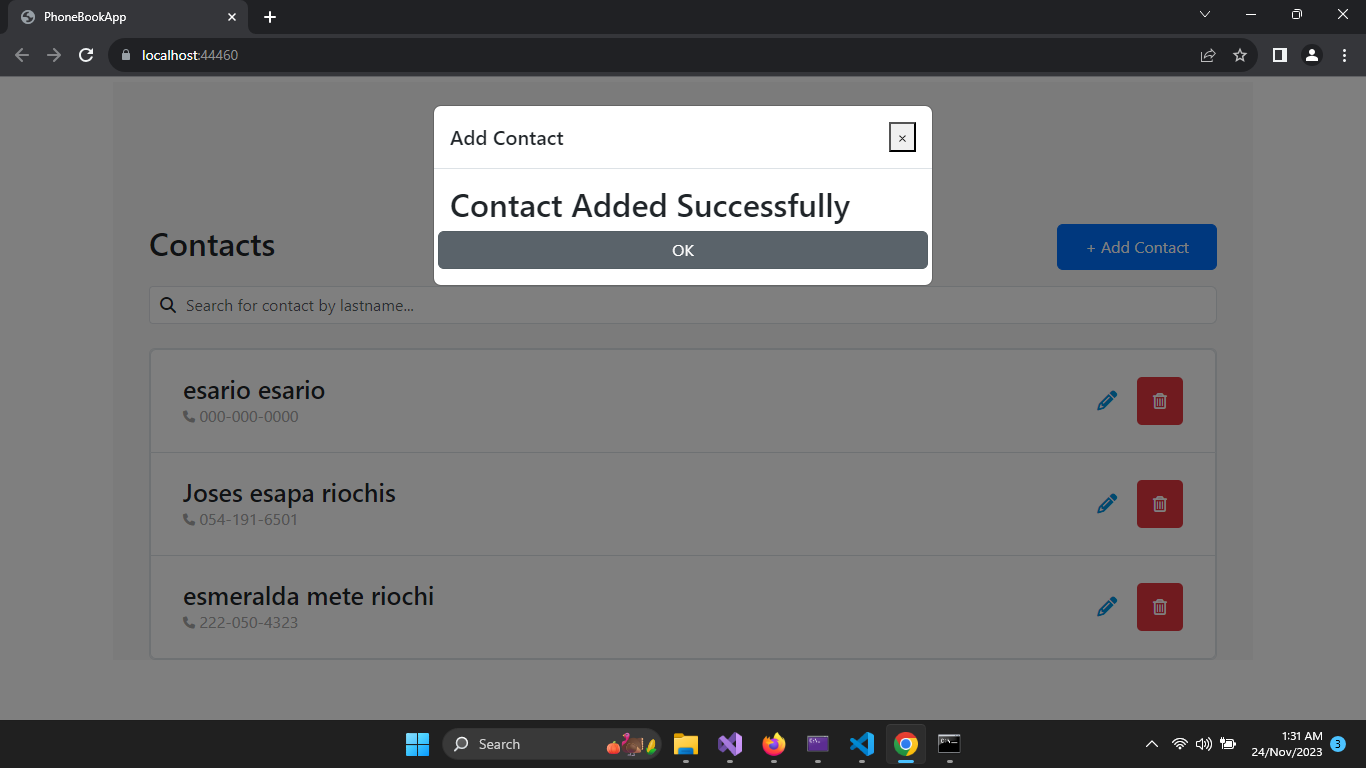 PhoneBookApp
localhost:44460
Add Contact
×
Contact Added Successfully
OK
Contacts
+ Add Contact
Search for contact by lastname...
esario esario
000-000-0000
Joses esapa riochis
054-191-6501
esmeralda mete riochi
222-050-4323
Search
1:31 AM
24/Nov/2023
3